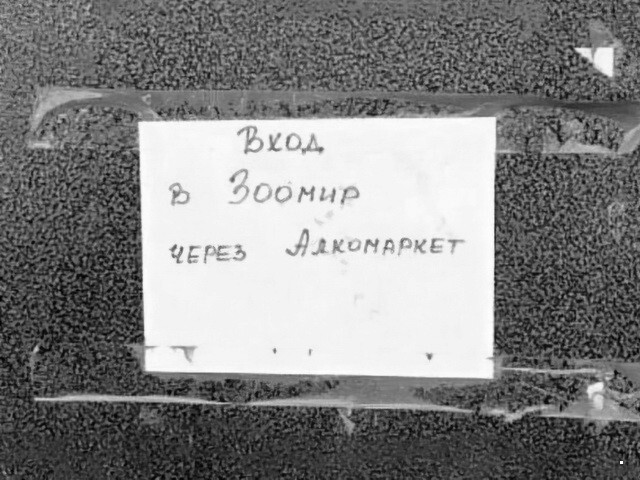 Вход
в Зоомир
через Алкомаркет